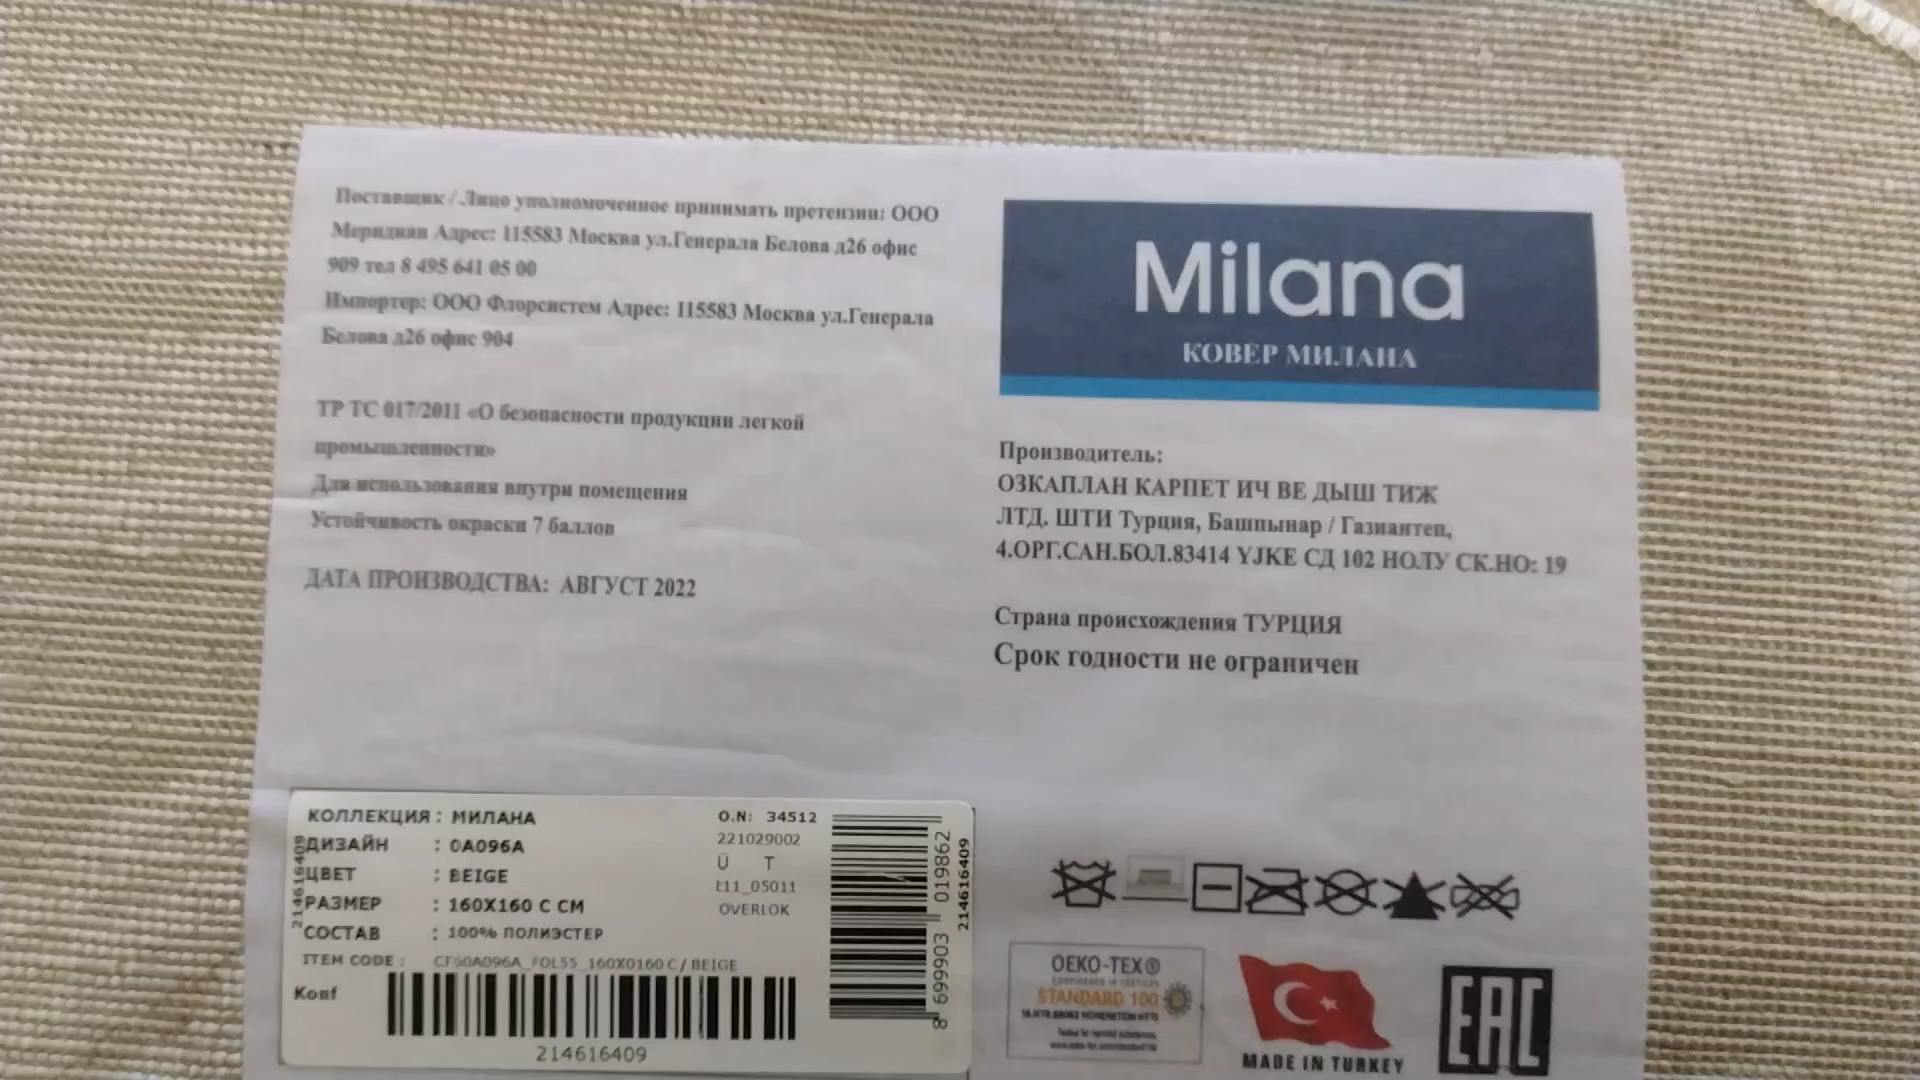 Поставщик / Лицо уполномоченное принимать претензии: ООО
Меридиан Адрес: 115583 Москва ул.Генерала Белова д26 офис
909 тел 8 495 641 05 00
Импортер: ООО Флорсистем Адрес: 115583 Москва ул.Генерала
Белова д26 офис 904
ТР ТС 017/2011 «О безопасности продукции легкой
промышленности»
Для использования внутри помещения
Устойчивость окраски 7 баллов
ДАТА ПРОИЗВОДСТВА: АВГУСТ 2022
Milana
КОВЕР МИЛАНА
Производитель:
ОЗКАПЛАН КАРПЕТ ИЧ ВЕ ДЫШ ТИЖ
ЛТД. ШТИ Турция, Башпынар / Газиантеп,
4.ОРГ.САН.БОЛ.83414 YJKE СД 102 НОЛУ СК.НО: 19
Страна происхождения ТУРЦИЯ
Срок годности не ограничен
КОЛЛЕКЦИЯ : МИЛАНА
ДИЗАЙН : 0A096A
ЦВЕТ : BEIGE
РАЗМЕР : 160X160 C СМ
СОСТАВ : 100% ПОЛИЭСТЕР
ITEM CODE : 160X0160 C / BEIGE
Konf
214616409
O.N: 34512
221029002
Ü T
t11_05011
OVERLOK
8 699903 019862
214616409
214616409
OEKO-TEX®
CONFIDENCE IN TEXTILES
STANDARD 100
HOHENSTEIN HTTI
MADE IN TURKEY
EAC